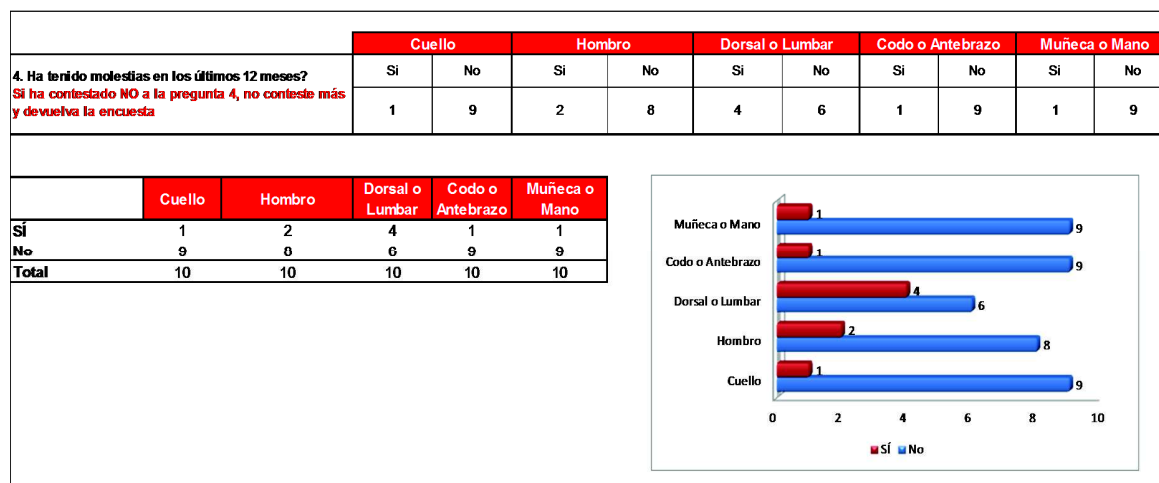 Cuello Hombro Dorsal o Lumbar Codo o Antebrazo Muñeca o Mano
4. Ha tenido molestias en los últimos 12 meses? Si No Si No Si No Si No Si No
Si ha contestado NO a la pregunta 4, no conteste más
y devuelva la encuesta
1 9 2 8 4 6 1 9 1 9
Cuello Hombro Dorsal o Lumbar Codo o Antebrazo Muñeca o Mano
SÍ 1 2 4 1 1
No 9 8 6 9 9
Total 10 10 10 10 10
Muñeca o Mano 1 9
Codo o Antebrazo 1 9
Dorsal o Lumbar 4 6
Hombro 2 8
Cuello 1 9
0 2 4 6 8 10
SÍ No